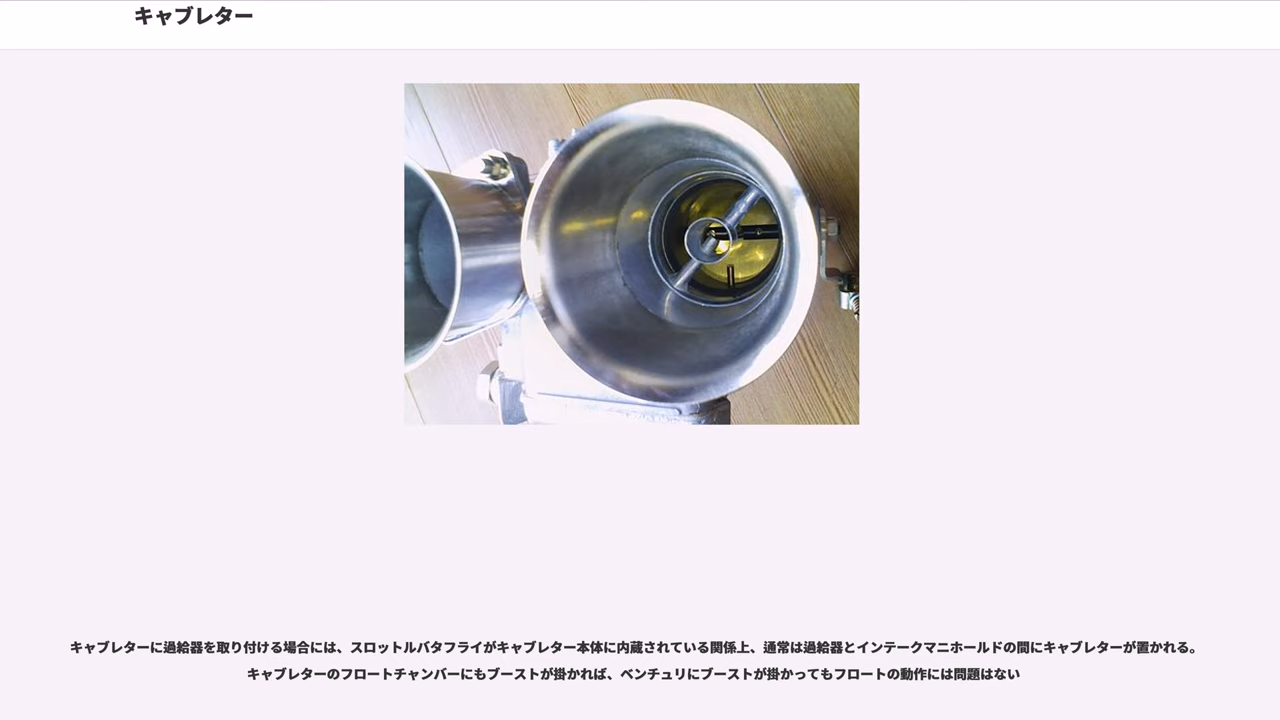 キャブレター
キャブレターに過給器を取り付ける場合には、スロットルバタフライがキャブレター本体に内蔵されている関係上、通常は過給器とインテークマニホールドの間にキャブレターが置かれる。
キャブレターのフロートチャンバーにもブーストが掛かれば、ベンチュリにブーストが掛かってもフロートの動作には問題はない